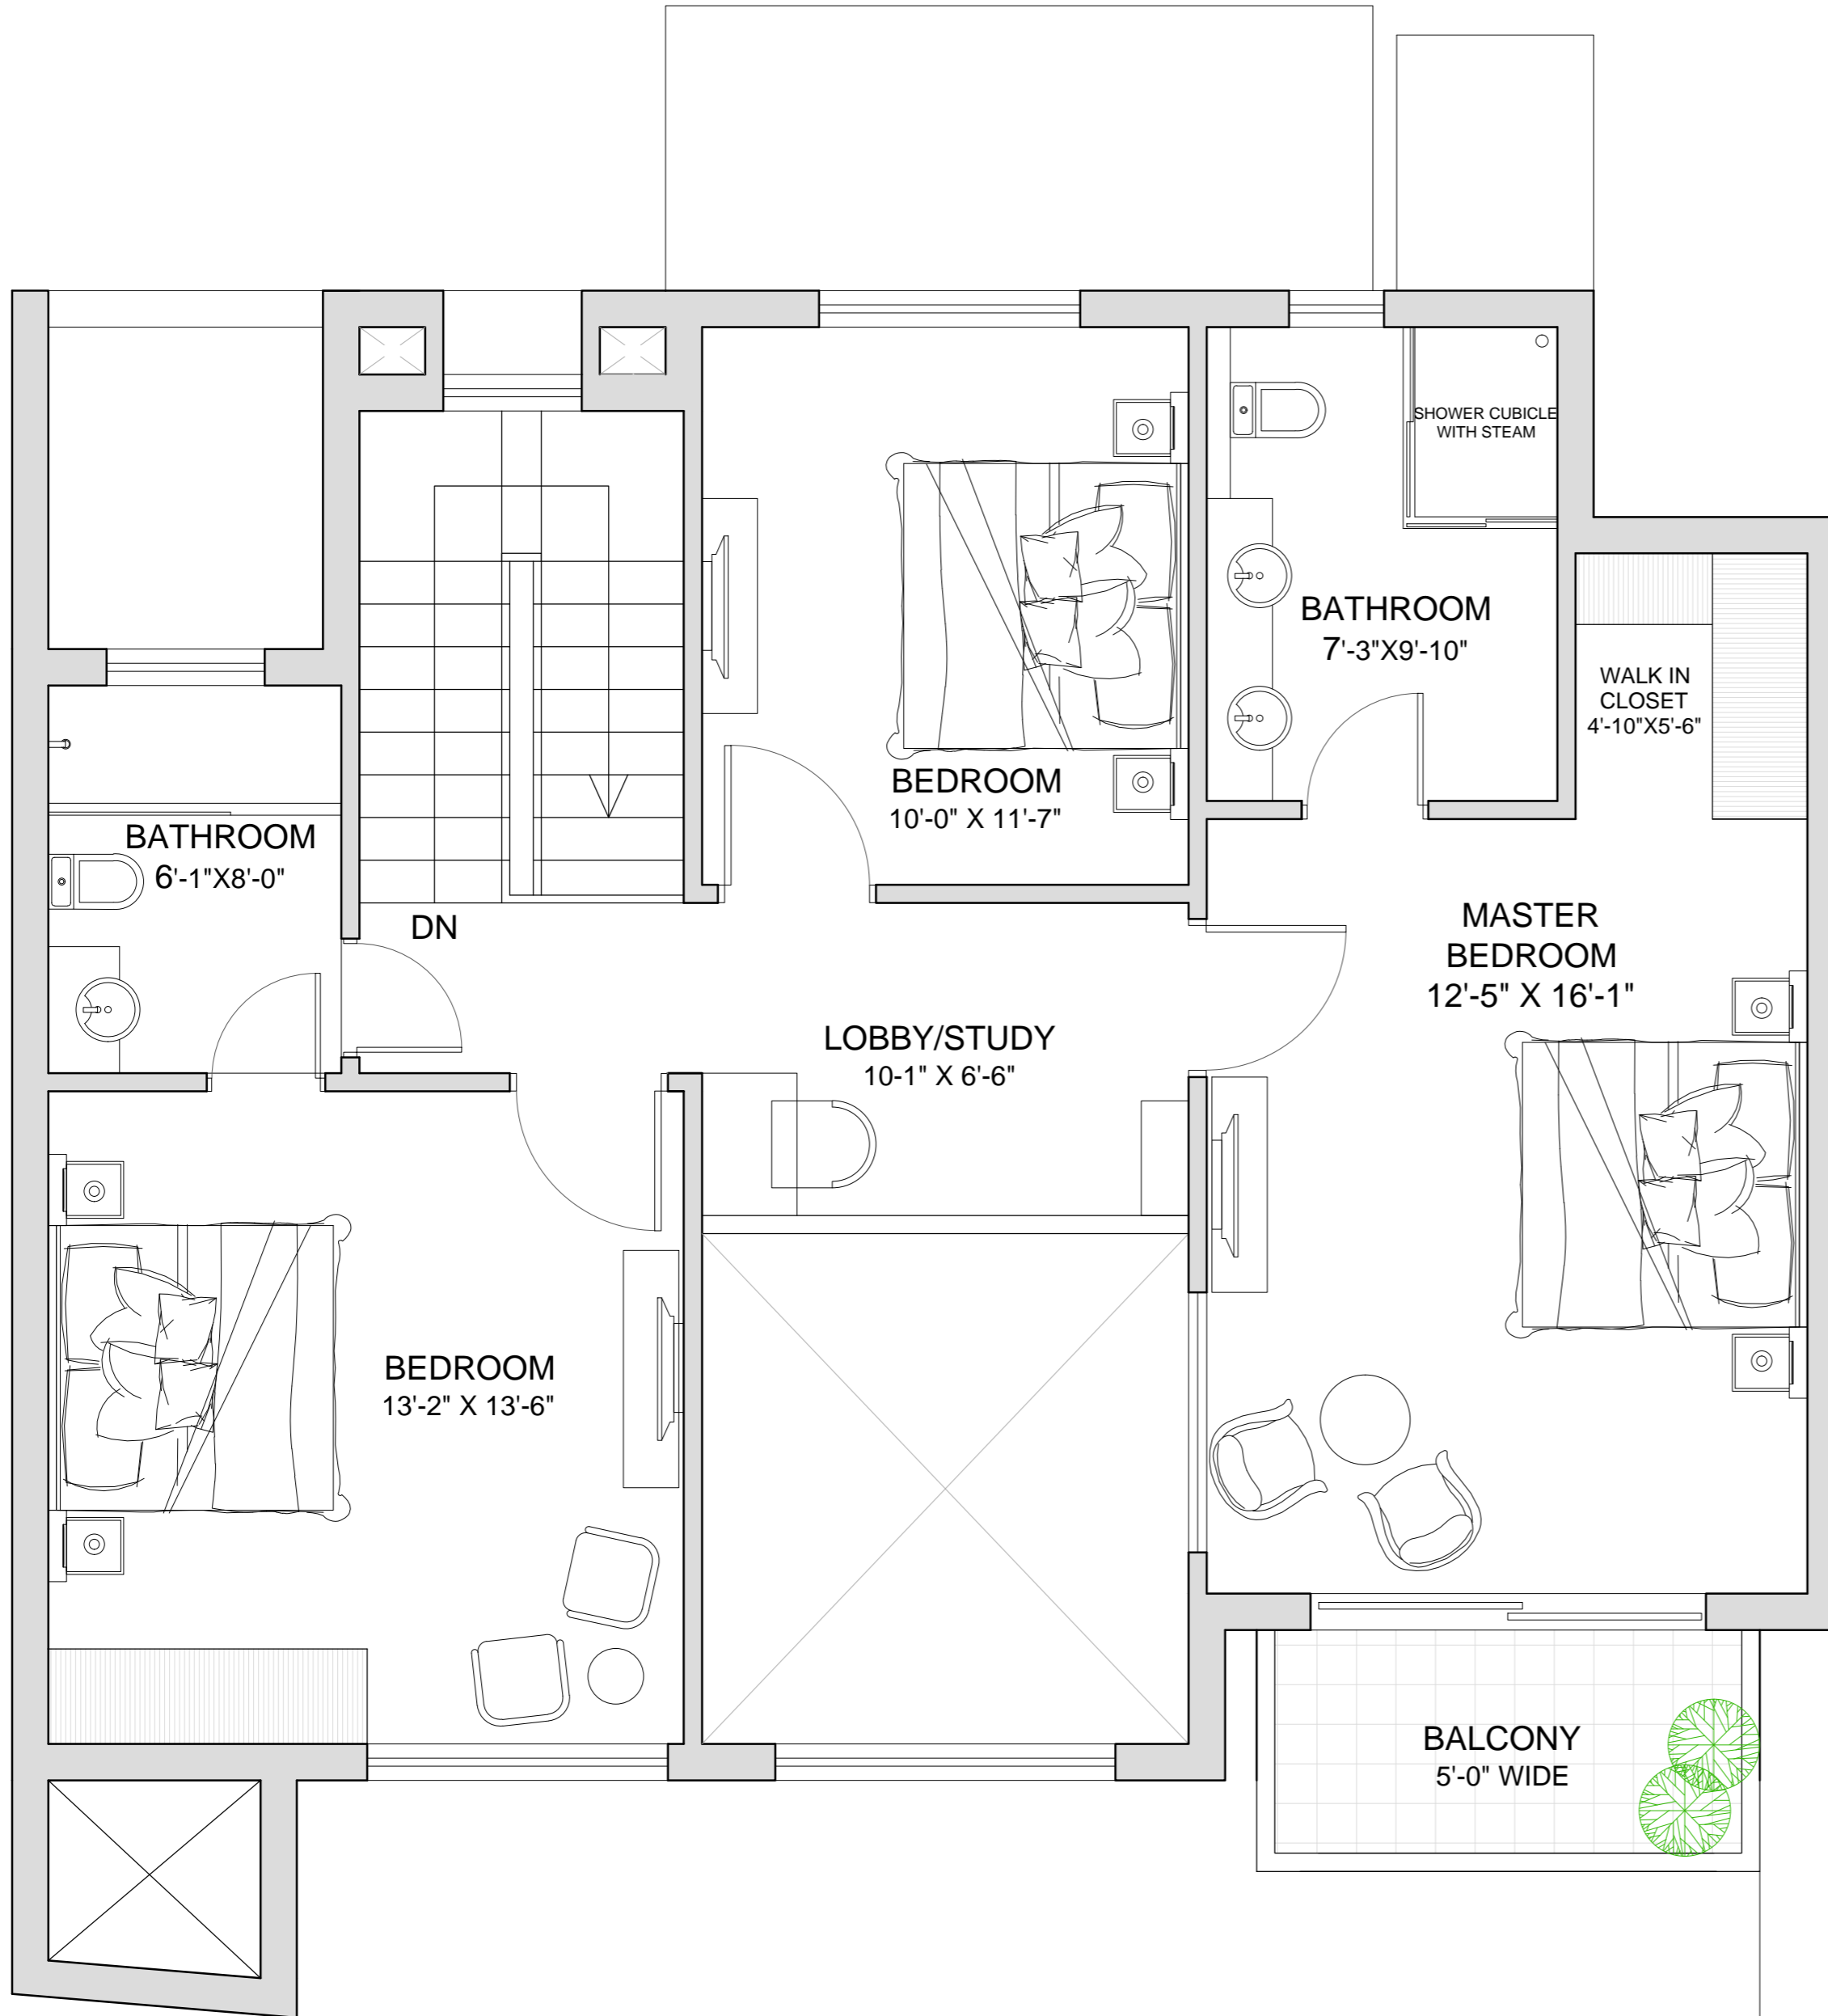 SHOWER CUBICLE
WITH STEAM
BATHROOM
7'-3"X9'-10"
WALK IN
CLOSET
4'-10"X5'-6"
BEDROOM
10'-0" X 11'-7"
BATHROOM
6'-1"X8'-0"
DN
MASTER
BEDROOM
12'-5" X 16'-1"
LOBBY/STUDY
10-1" X 6'-6"
BEDROOM
13'-2" X 13'-6"
BALCONY
5'-0" WIDE